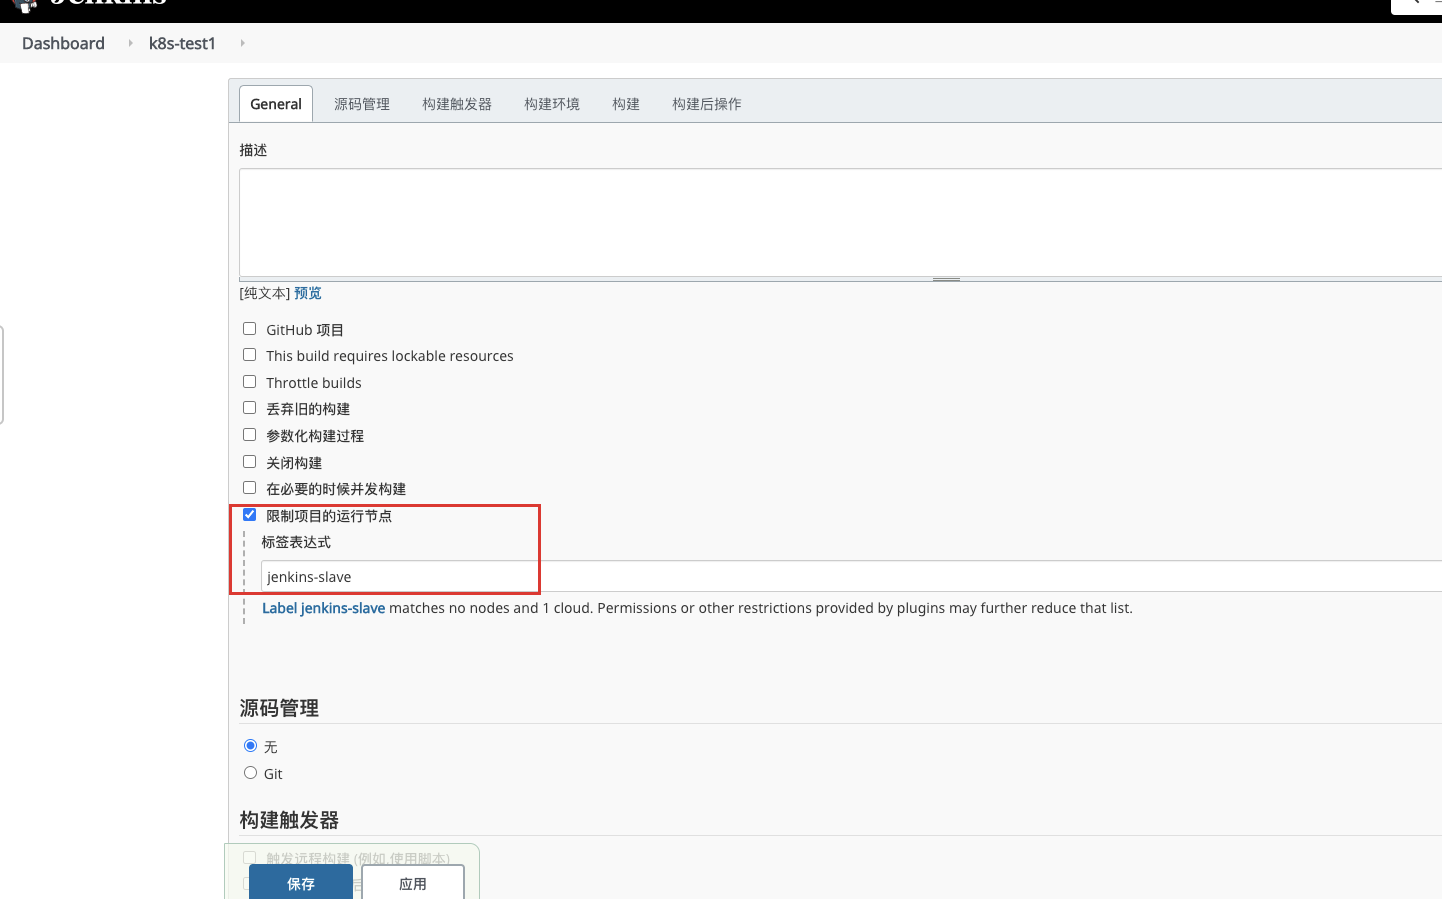 Jenkins
Dashboard
k8s-test1
General 源码管理 构建触发器 构建环境 构建 构建后操作
描述
[纯文本] 预览
GitHub 项目
This build requires lockable resources
Throttle builds
丢弃旧的构建
参数化构建过程
关闭构建
在必要的时候并发构建
限制项目的运行节点
标签表达式
jenkins-slave
Label jenkins-slave matches no nodes and 1 cloud. Permissions or other restrictions provided by plugins may further reduce that list.
源码管理
无
Git
构建触发器
触发远程构建 (例如,使用脚本)
保存 应用